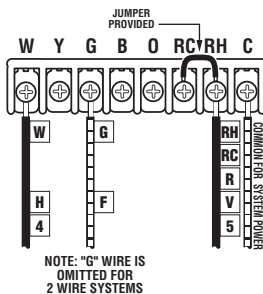 JUMPER
PROVIDED
W Y G B O RC RH C
W G RH
RC
R
H F V
4 5
COMMON FOR SYSTEM POWER
NOTE: "G" WIRE IS
OMITTED FOR
2 WIRE SYSTEMS